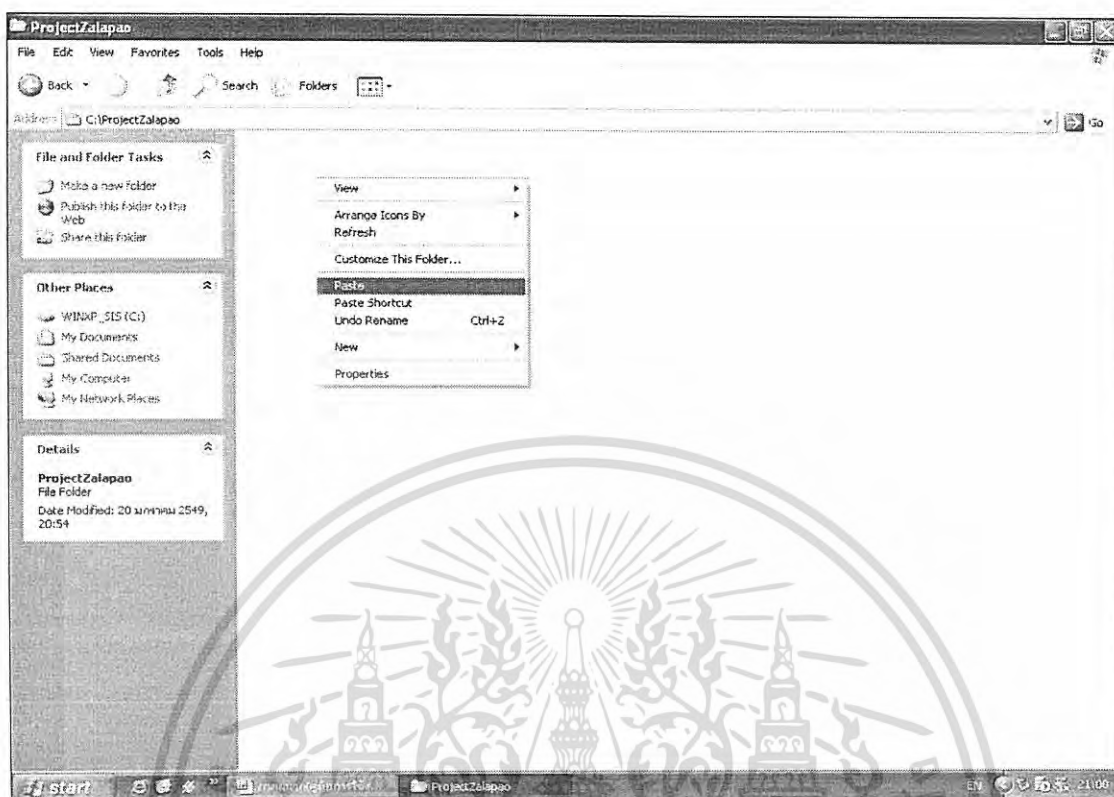 ProjectZalapao
File Edit View Favorites Tools Help
Back Search Folders
Address C:\ProjectZalapao Go
File and Folder Tasks
Make a new folder
Publish this folder to the
Web
Share this folder
Other Places
WINXP_SIS (C:)
My Documents
Shared Documents
My Computer
My Network Places
Details
ProjectZalapao
File Folder
Date Modified: 20 มกราคม 2549,
20:54
View
Arrange Icons By
Refresh
Customize This Folder...
Paste
Paste Shortcut
Undo Rename Ctrl+Z
New
Properties
start ProjectZalapao EN 21:00